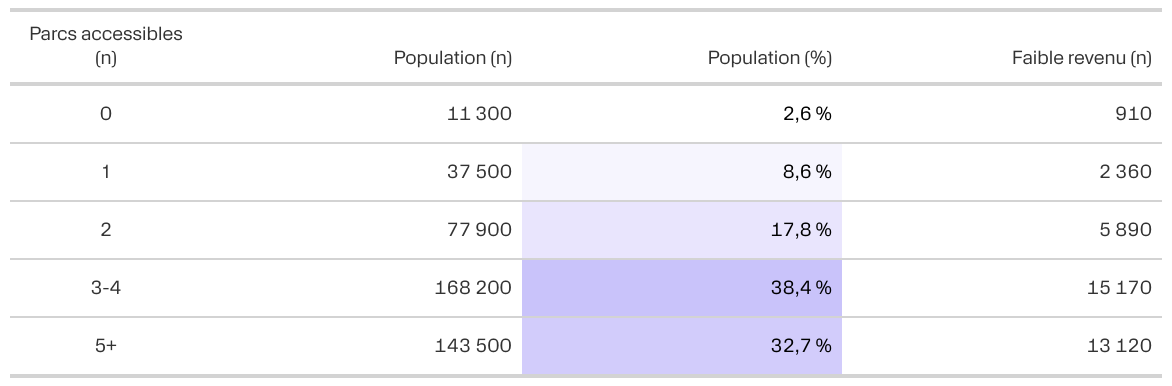 Parcs accessibles
(n) Population (n) Population (%) Faible revenu (n)
0 11 300 2,6 % 910
1 37 500 8,6 % 2 360
2 77 900 17,8 % 5 890
3-4 168 200 38,4 % 15 170
5+ 143 500 32,7 % 13 120